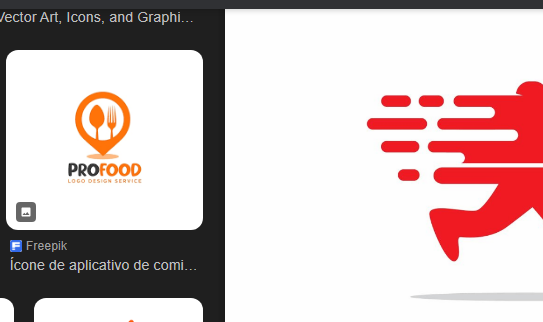 Vector Art, Icons, and Graphi...
PROFOOD
LOGO DESIGN SERVICE
Freepik
Ícone de aplicativo de comi...